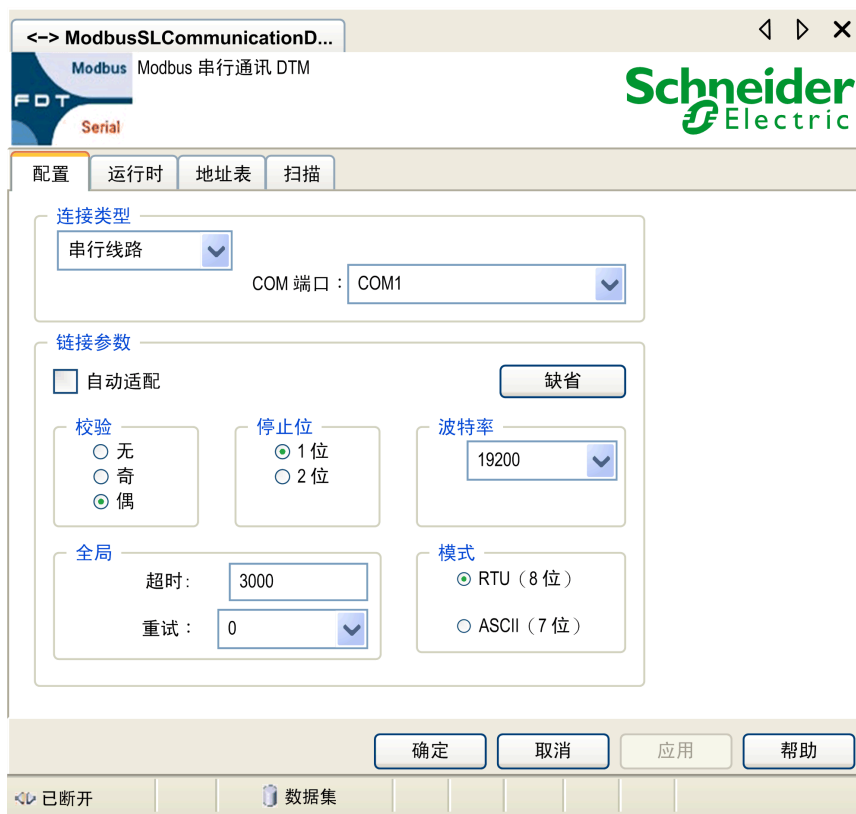 <-> ModbusSLCommunicationD...
Modbus
Modbus 串行通讯 DTM
FDT
Serial
Schneider
Electric
配置 运行时 地址表 扫描
连接类型
串行线路
COM 端口： COM1
链接参数
自动适配 缺省
校验 停止位 波特率
无 1 位 19200
奇 2 位
偶
全局 模式
超时: 3000 RTU（8 位）
重试： 0 ASCII（7 位）
确定 取消 应用 帮助
已断开 数据集